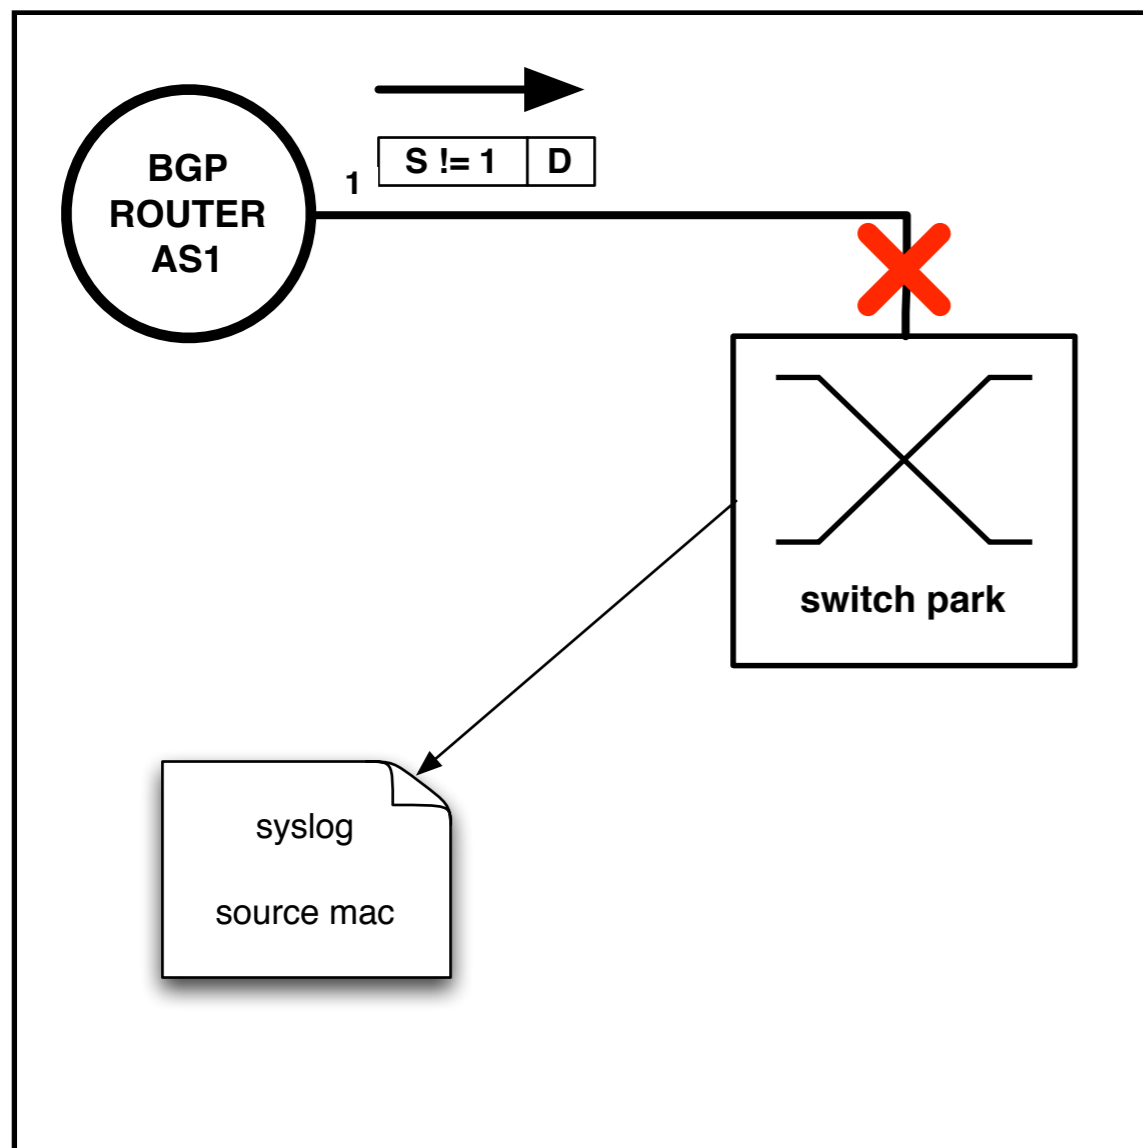 BGP
ROUTER
AS1
1
S != 1 D
switch park
syslog
source mac